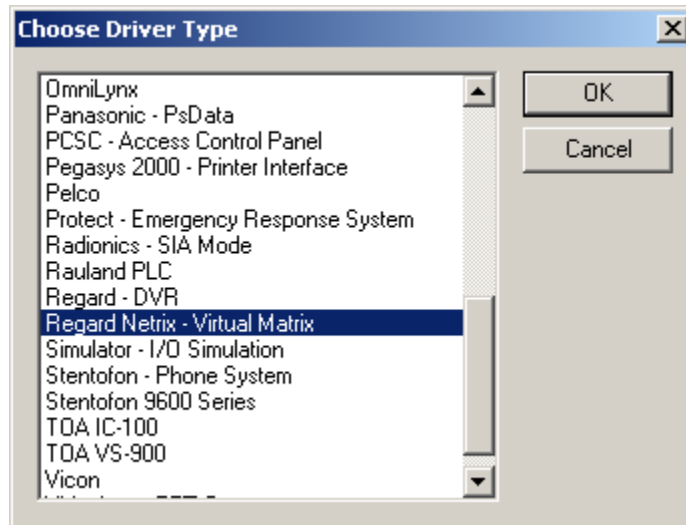 Choose Driver Type
OmniLynx
Panasonic - PsData
PCSC - Access Control Panel
Pegasys 2000 - Printer Interface
Pelco
Protect - Emergency Response System
Radionics - SIA Mode
Rauland PLC
Regard - DVR
Regard Netrix - Virtual Matrix
Simulator - I/O Simulation
Stentofon - Phone System
Stentofon 9600 Series
TOA IC-100
TOA VS-900
Vicon
OK
Cancel